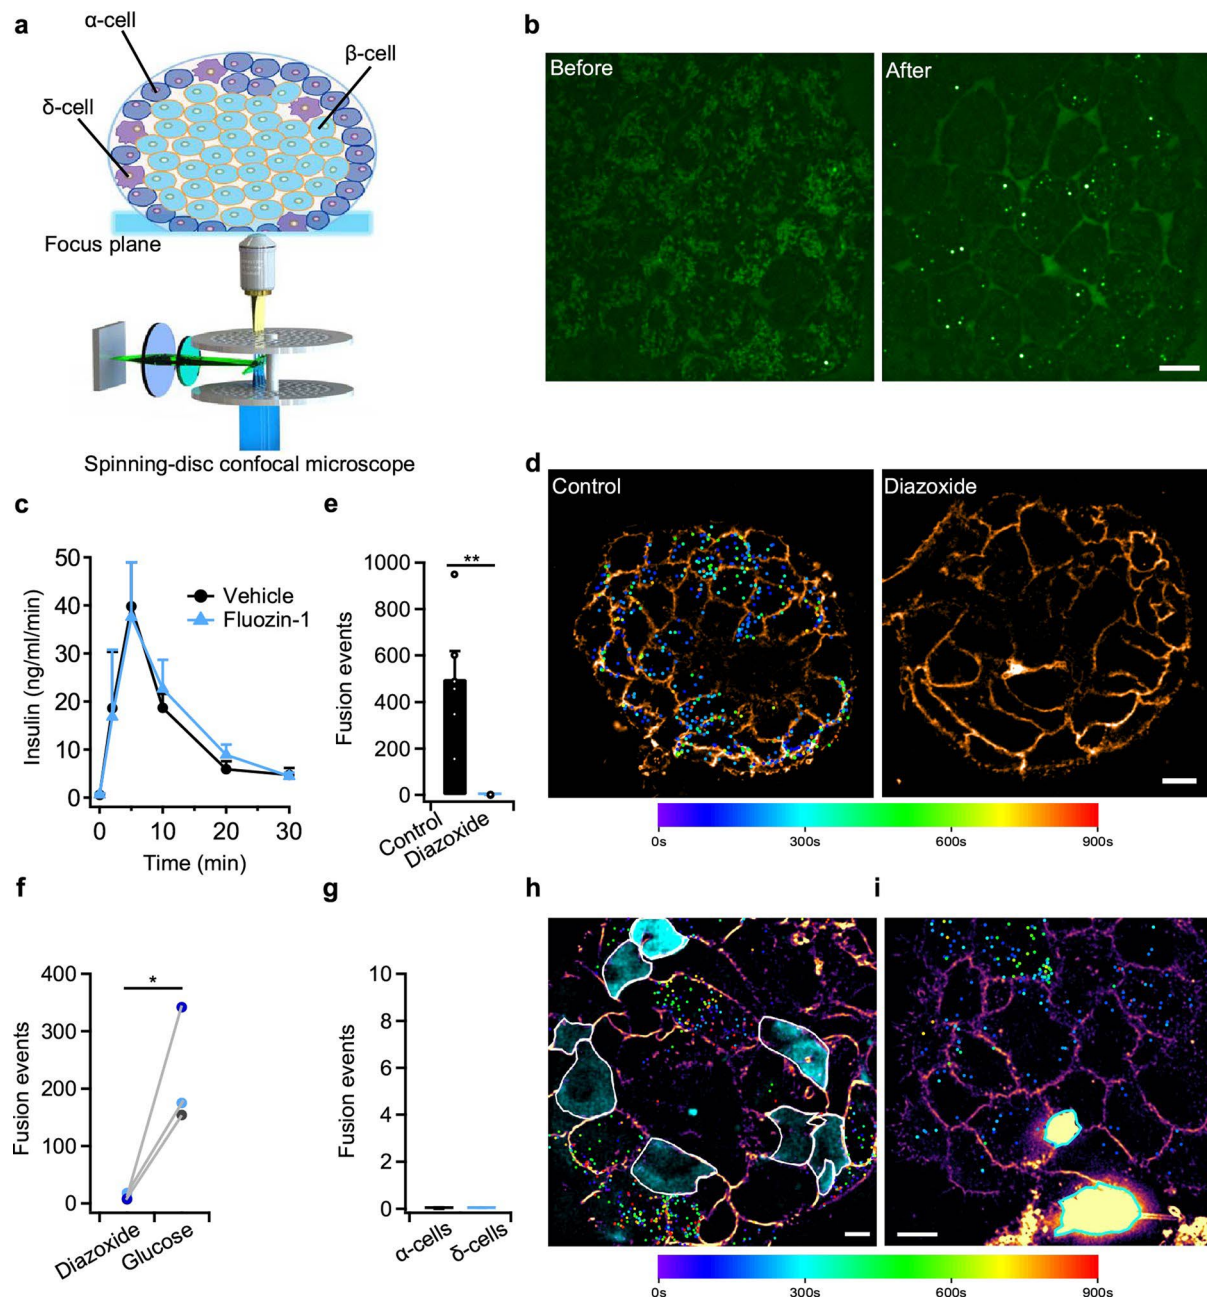 a
α-cell
β-cell
δ-cell
Focus plane
Spinning-disc confocal microscope
b
Before
After
c
50
40
30
20
10
0
Insulin (ng/ml/min)
Vehicle
Fluozin-1
0
10
20
30
Time (min)
e
1000
800
600
400
200
0
Fusion events
**
Control
Diazoxide
d
Control
Diazoxide
0s
300s
600s
900s
f
400
300
200
100
0
Fusion events
*
Diazoxide
Glucose
g
10
8
6
4
2
0
Fusion events
α-cells
δ-cells
h
i
0s
300s
600s
900s